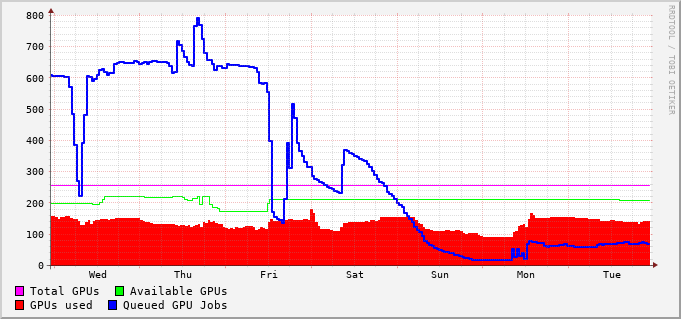 800
700
600
500
400
300
200
100
0
Wed Thu Fri Sat Sun Mon Tue
Total GPUs Available GPUs
GPUs used Queued GPU Jobs
RRDTOOL / TOBI OETIKER